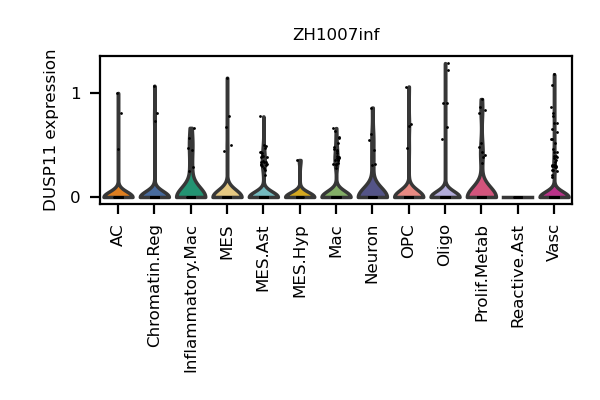 ZH1007inf
DUSP11 expression
1
0
AC
Chromatin.Reg
Inflammatory.Mac
MES
MES.Ast
MES.Hyp
Mac
Neuron
OPC
Oligo
Prolif.Metab
Reactive.Ast
Vasc